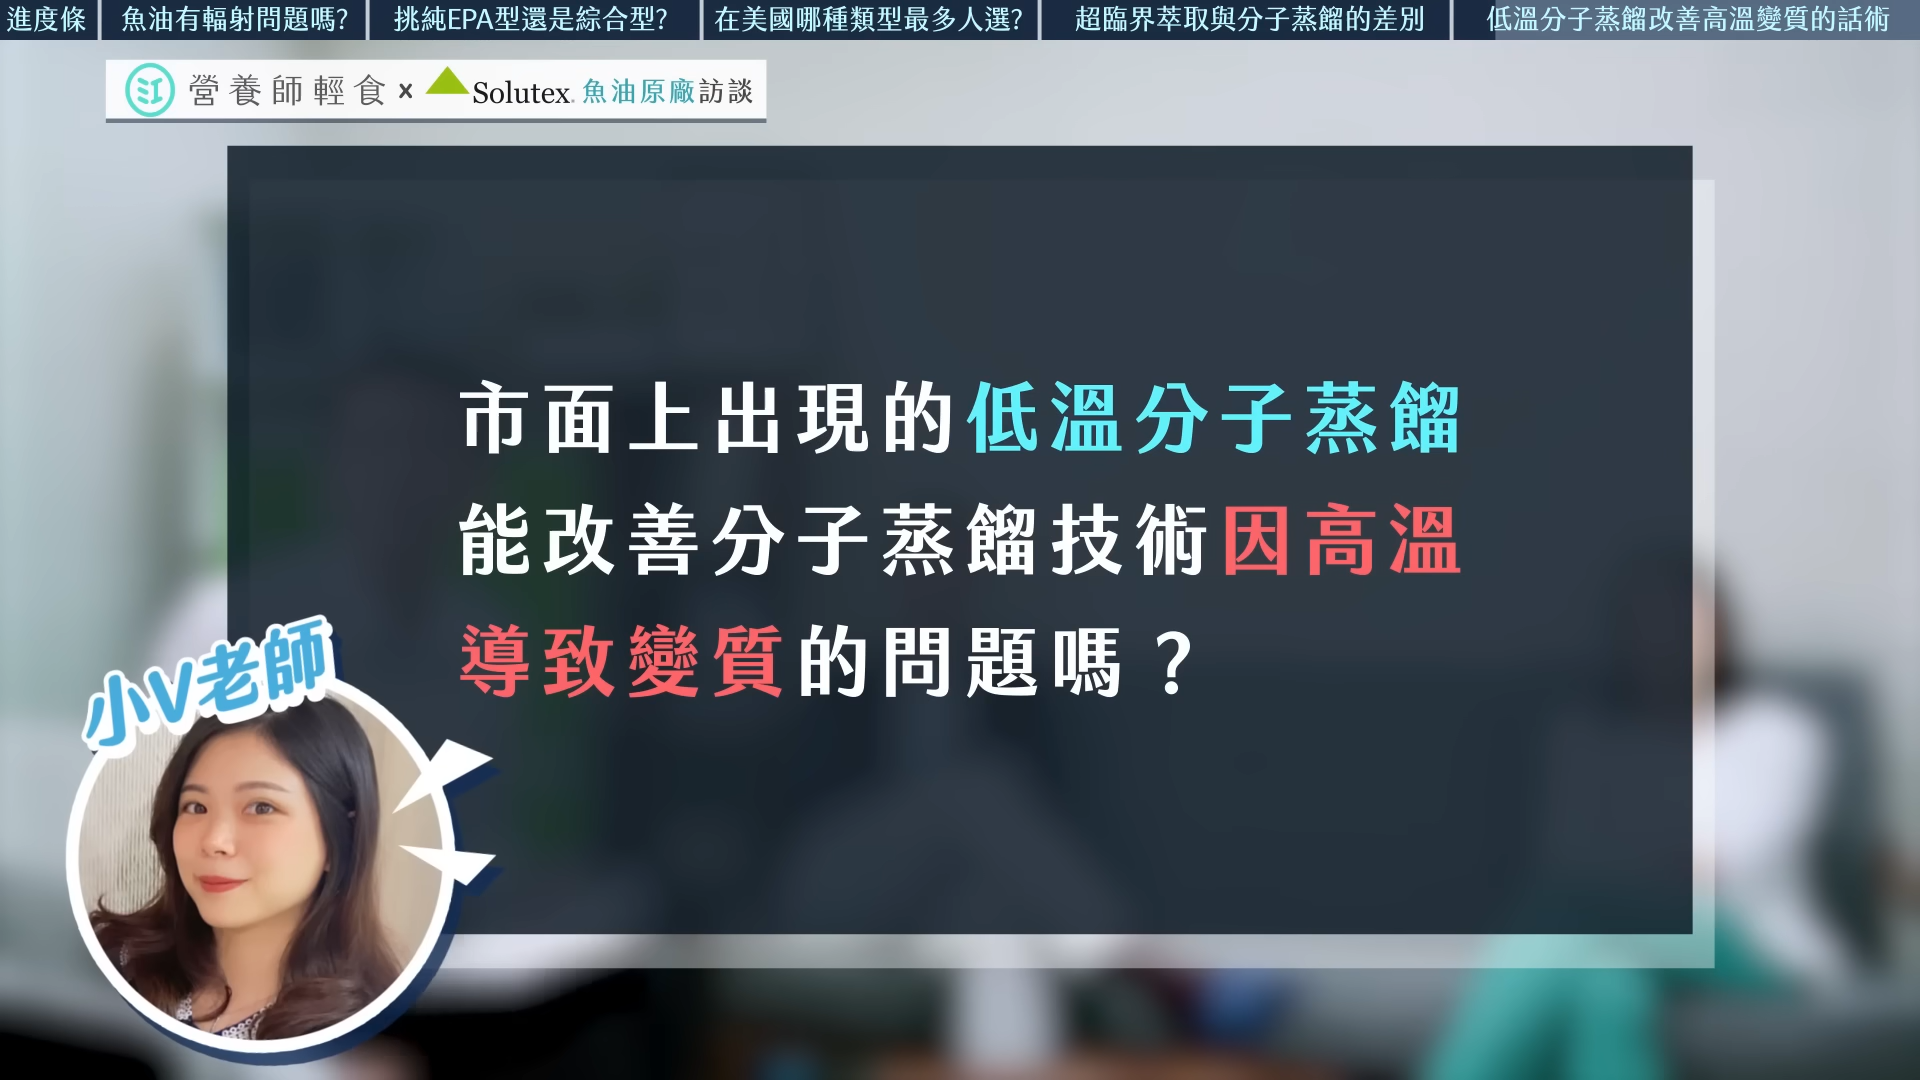 進度條 魚油有輻射問題嗎? 挑純EPA型還是綜合型? 在美國哪種類型最多人選? 超臨界萃取與分子蒸餾的差別 低溫分子蒸餾改善高溫變質的話術
營養師輕食 x Solutex 魚油原廠訪談
市面上出現的低溫分子蒸餾
能改善分子蒸餾技術因高溫
導致變質的問題嗎？
小V老師